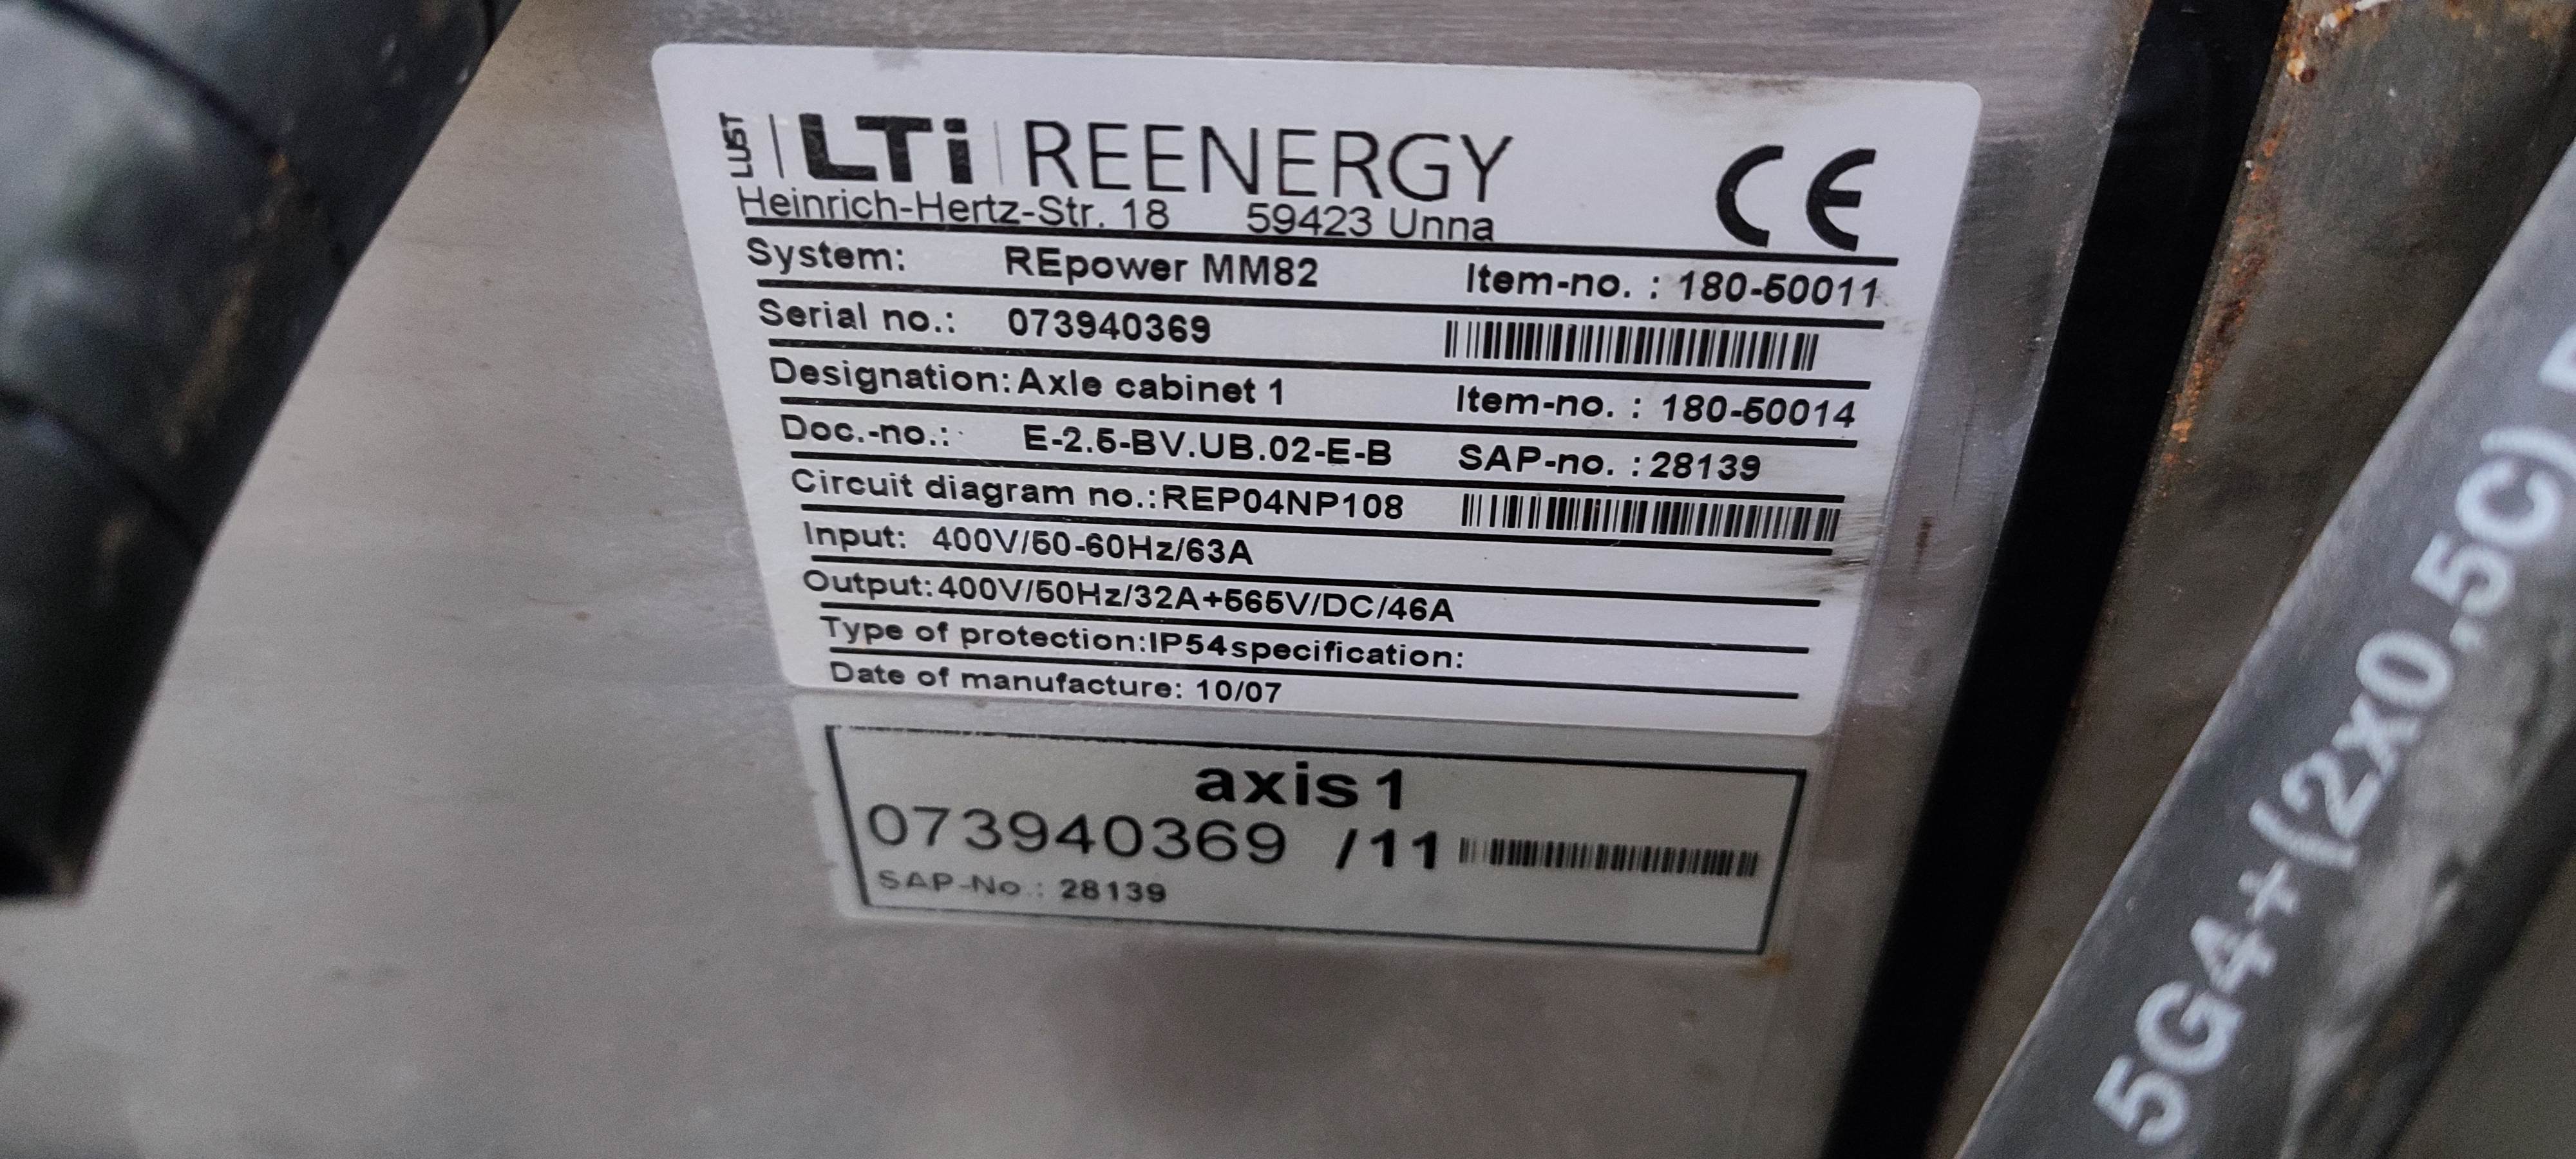 LUST LTi REENERGY
Heinrich-Hertz-Str. 18 59423 Unna
CE
System: REpower MM82 Item-no. : 180-50011
Serial no.: 073940369
Designation: Axle cabinet 1 Item-no. : 180-50014
Doc.-no.: E-2.5-BV.UB.02-E-B SAP-no. : 28139
Circuit diagram no.: REP04NP108
Input: 400V/50-60Hz/63A
Output: 400V/50Hz/32A+565V/DC/46A
Type of protection: IP54 specification:
Date of manufacture: 10/07
axis 1
073940369 /11
SAP-No.: 28139
5G4+(2x0,5C)